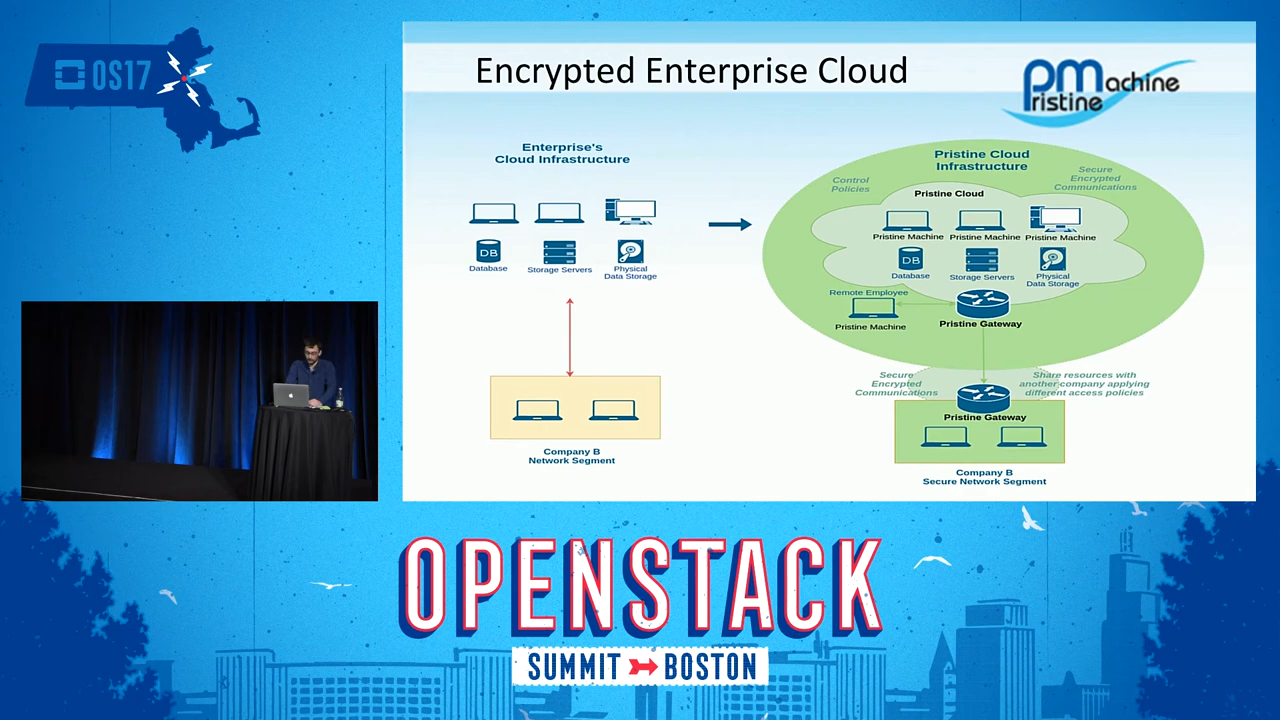 OS17
Encrypted Enterprise Cloud
PMachine
Pristine
Enterprise's
Cloud Infrastructure
DB
Database
Storage Servers
Physical
Data Storage
Company B
Network Segment
Pristine Cloud
Infrastructure
Control
Policies
Secure
Encrypted
Communications
Pristine Cloud
Pristine Machine
Pristine Machine
Pristine Machine
DB
Database
Storage Servers
Physical
Data Storage
Remote Employee
Pristine Machine
Pristine Gateway
Secure
Encrypted
Communications
Share resources with
another company applying
different access policies
Pristine Gateway
Company B
Secure Network Segment
OPENSTACK
SUMMIT BOSTON